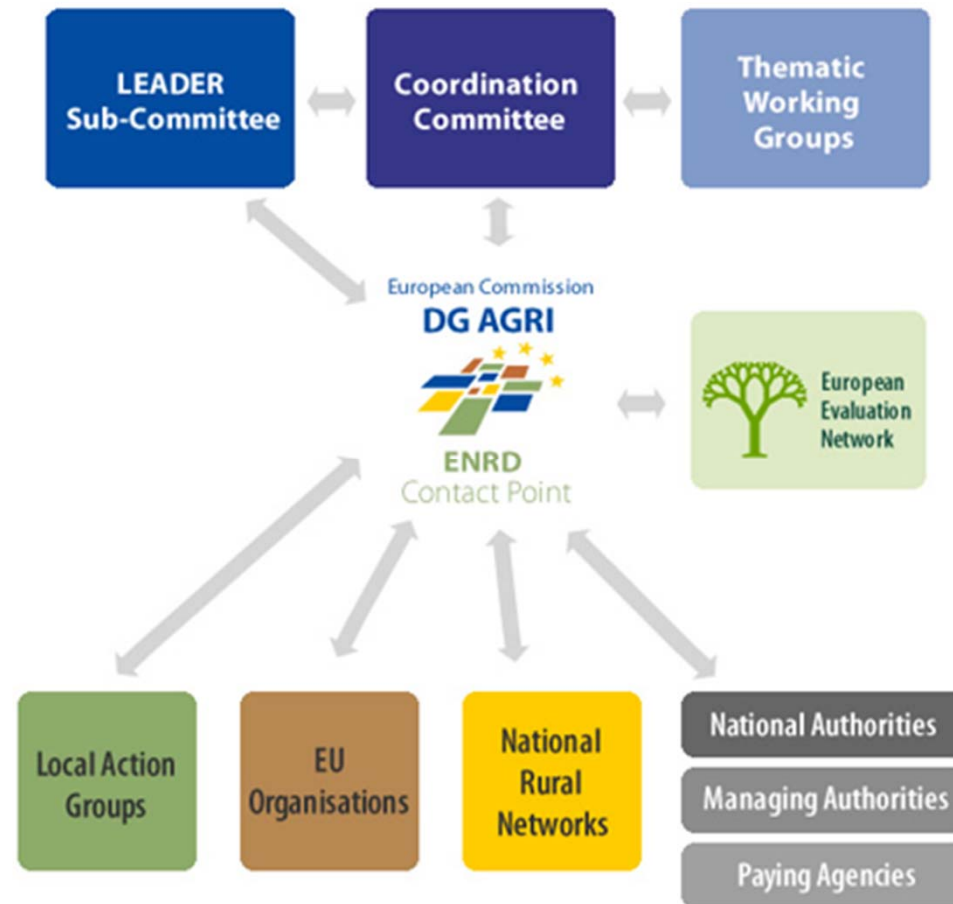 LEADER
Sub-Committee
Coordination
Committee
Thematic
Working
Groups
European Commission
DG AGRI
ENRD
Contact Point
European
Evaluation
Network
Local Action
Groups
EU
Organisations
National
Rural
Networks
National Authorities
Managing Authorities
Paying Agencies